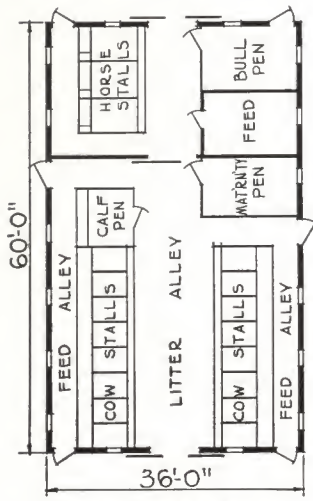 HORSE
STALLS
BULL
PEN
FEED
MAT'RN'TY
PEN
CALF
PEN
60'-0"
FEED ALLEY
COW STALLS
LITTER ALLEY
COW STALLS
FEED ALLEY
36'-0"